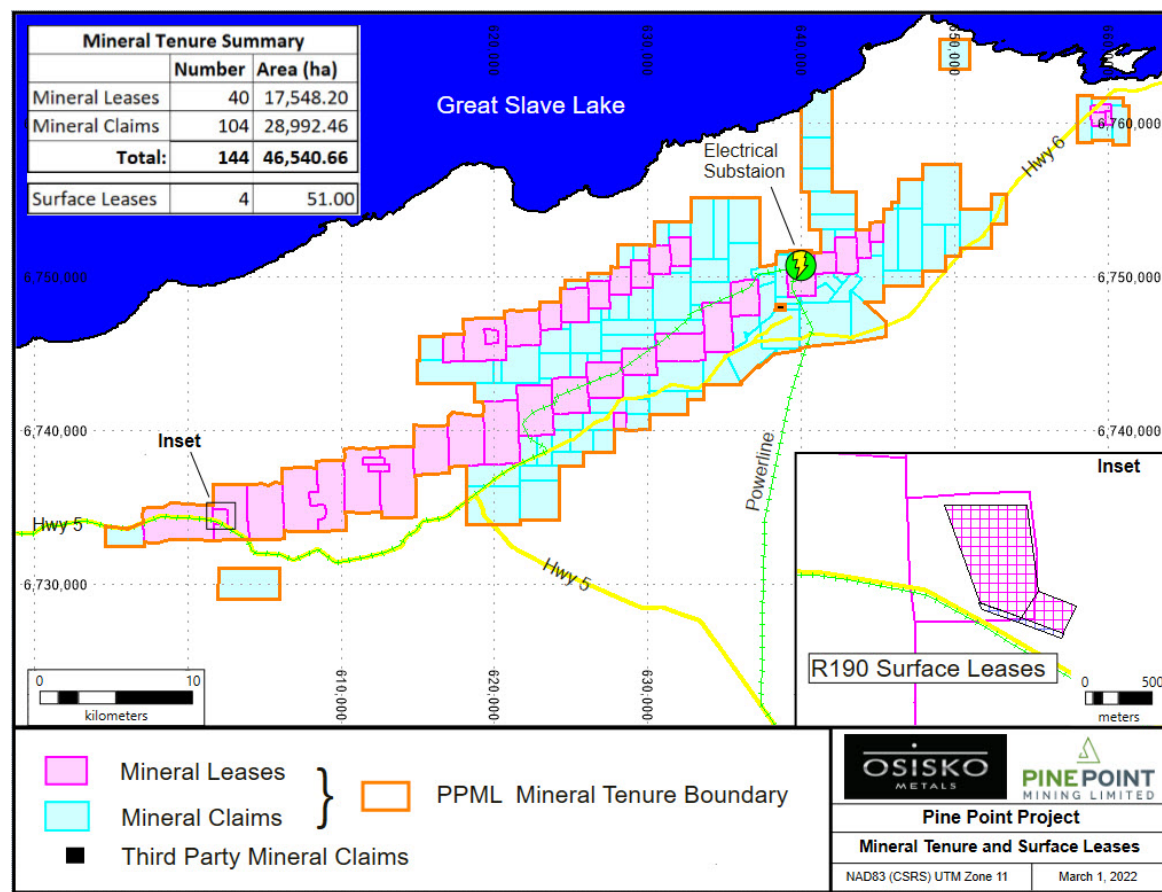 Mineral Tenure Summary
Number Area (ha)
Mineral Leases 40 17,548.20
Mineral Claims 104 28,992.46
Total: 144 46,540.66
Surface Leases 4 51.00
620,000
630,000
640,000
650,000
660,000
Great Slave Lake
6,760,000
Electrical
Substaion
Hwy 6
6,750,000
6,750,000
6,740,000
6,740,000
Inset
Hwy 5
Powerline
Hwy 5
6,730,000
610,000
620,000
630,000
0 10
kilometers
Inset
R190 Surface Leases
0 500
meters
Mineral Leases
Mineral Claims
} PPML Mineral Tenure Boundary
Third Party Mineral Claims
OSISKO
METALS
PINE POINT
MINING LIMITED
Pine Point Project
Mineral Tenure and Surface Leases
NAD83 (CSRS) UTM Zone 11 March 1, 2022